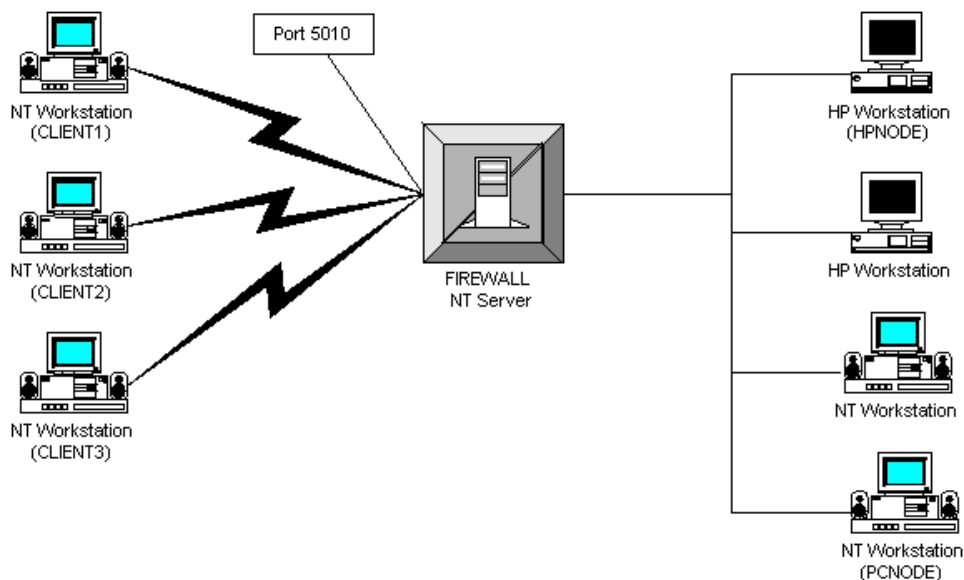 Port 5010
NT Workstation
(CLIENT1)
NT Workstation
(CLIENT2)
NT Workstation
(CLIENT3)
FIREWALL
NT Server
HP Workstation
(HPNODE)
HP Workstation
NT Workstation
NT Workstation
(PCNODE)